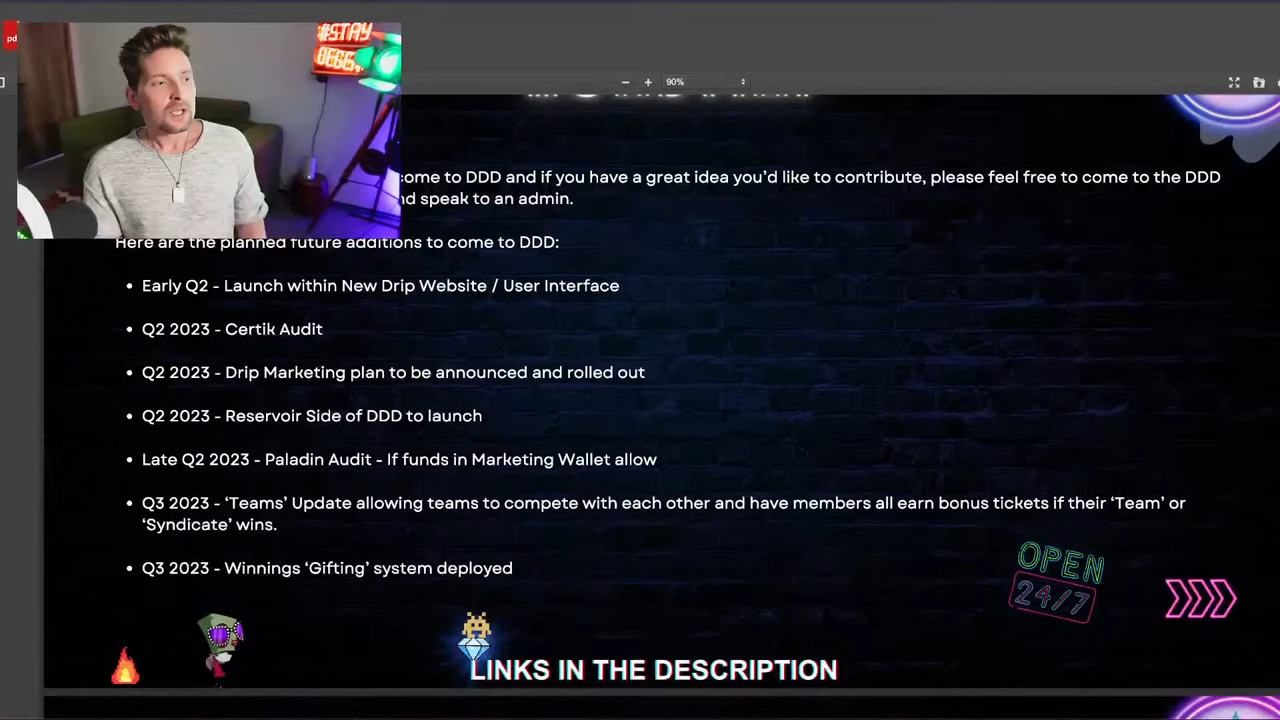 pd
#STAY
90%
come to DDD and if you have a great idea you’d like to contribute, please feel free to come to the DDD
nd speak to an admin.
Here are the planned future additions to come to DDD:
• Early Q2 - Launch within New Drip Website / User Interface
• Q2 2023 - Certik Audit
• Q2 2023 - Drip Marketing plan to be announced and rolled out
• Q2 2023 - Reservoir Side of DDD to launch
• Late Q2 2023 - Paladin Audit - If funds in Marketing Wallet allow
• Q3 2023 - ‘Teams’ Update allowing teams to compete with each other and have members all earn bonus tickets if their ‘Team’ or
‘Syndicate’ wins.
• Q3 2023 - Winnings ‘Gifting’ system deployed
OPEN
24/7
LINKS IN THE DESCRIPTION